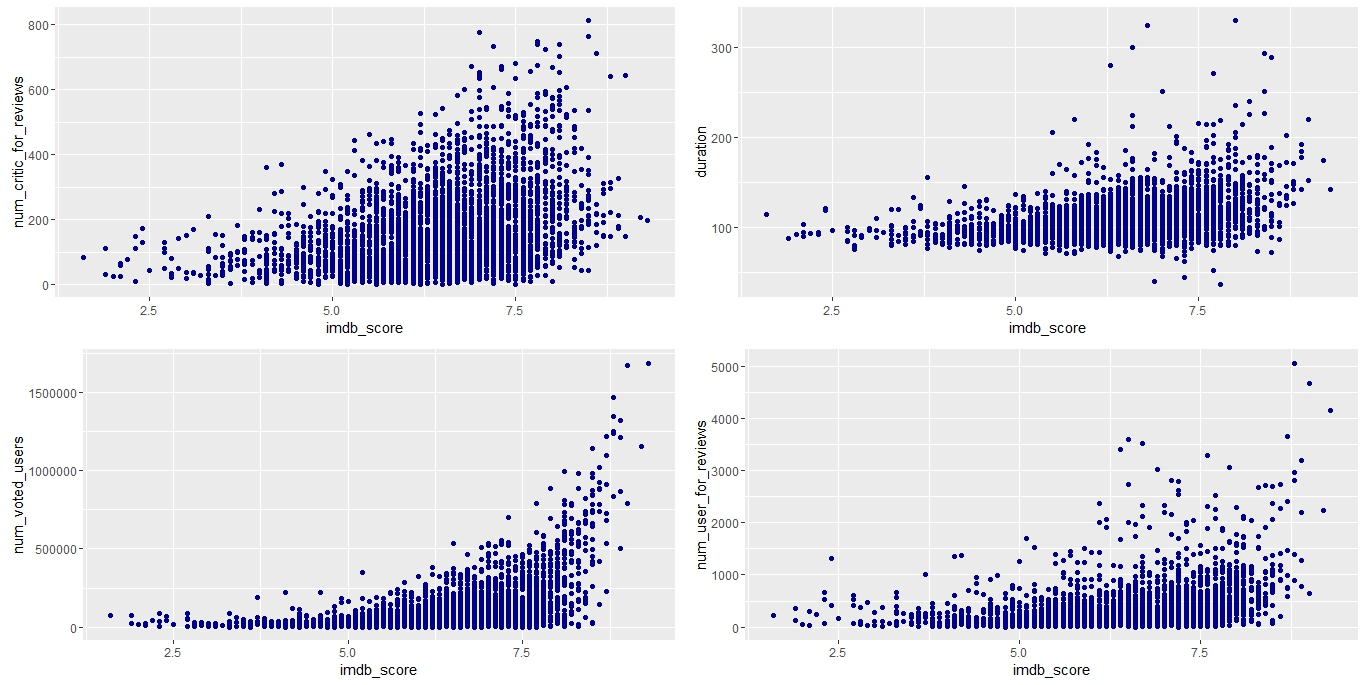 num_critic_for_reviews
800
600
400
200
0
2.5 5.0 7.5
imdb_score
duration
300
200
100
2.5 5.0 7.5
imdb_score
num_voted_users
1500000
1000000
500000
0
2.5 5.0 7.5
imdb_score
num_user_for_reviews
5000
4000
3000
2000
1000
0
2.5 5.0 7.5
imdb_score